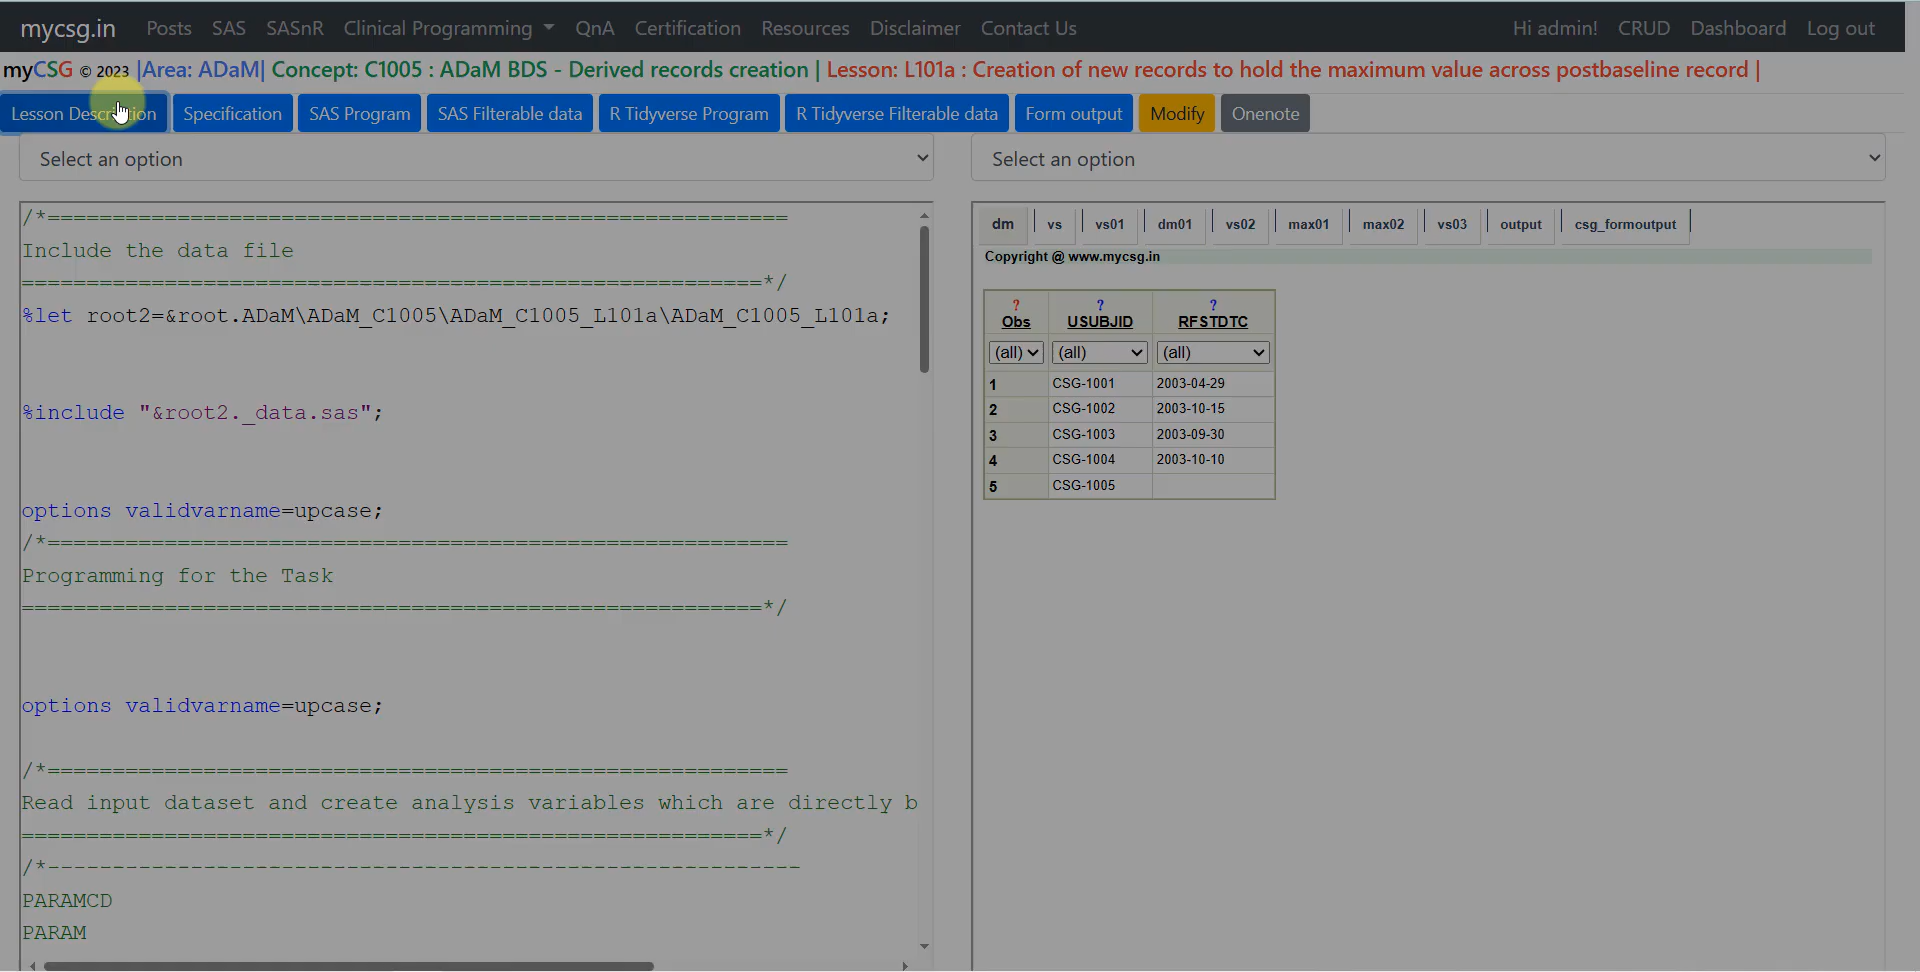 mycsg.in Posts SAS SASnR Clinical Programming QnA Certification Resources Disclaimer Contact Us Hi admin! CRUD Dashboard Log out
myCSG © 2023 |Area: ADaM| Concept: C1005 : ADaM BDS - Derived records creation | Lesson: L101a : Creation of new records to hold the maximum value across postbaseline record |
Lesson Description Specification SAS Program SAS Filterable data R Tidyverse Program R Tidyverse Filterable data Form output Modify Onenote
Select an option
/*==========================================================
Include the data file
==========================================================*/
%let root2=&root.ADaM\ADaM_C1005\ADaM_C1005_L101a\ADaM_C1005_L101a;
%include "&root2._data.sas";
options validvarname=upcase;
/*==========================================================
Programming for the Task
==========================================================*/
options validvarname=upcase;
/*==========================================================
Read input dataset and create analysis variables which are directly b
==========================================================*/
/*-----------------------------------------------------------
PARAMCD
PARAM
Select an option
dm | vs | vs01 | dm01 | vs02 | max01 | max02 | vs03 | output | csg_formoutput |
Copyright @ www.mycsg.in
? ? ?
Obs USUBJID RFSTDTC
(all) (all) (all)
1 CSG-1001 2003-04-29
2 CSG-1002 2003-10-15
3 CSG-1003 2003-09-30
4 CSG-1004 2003-10-10
5 CSG-1005